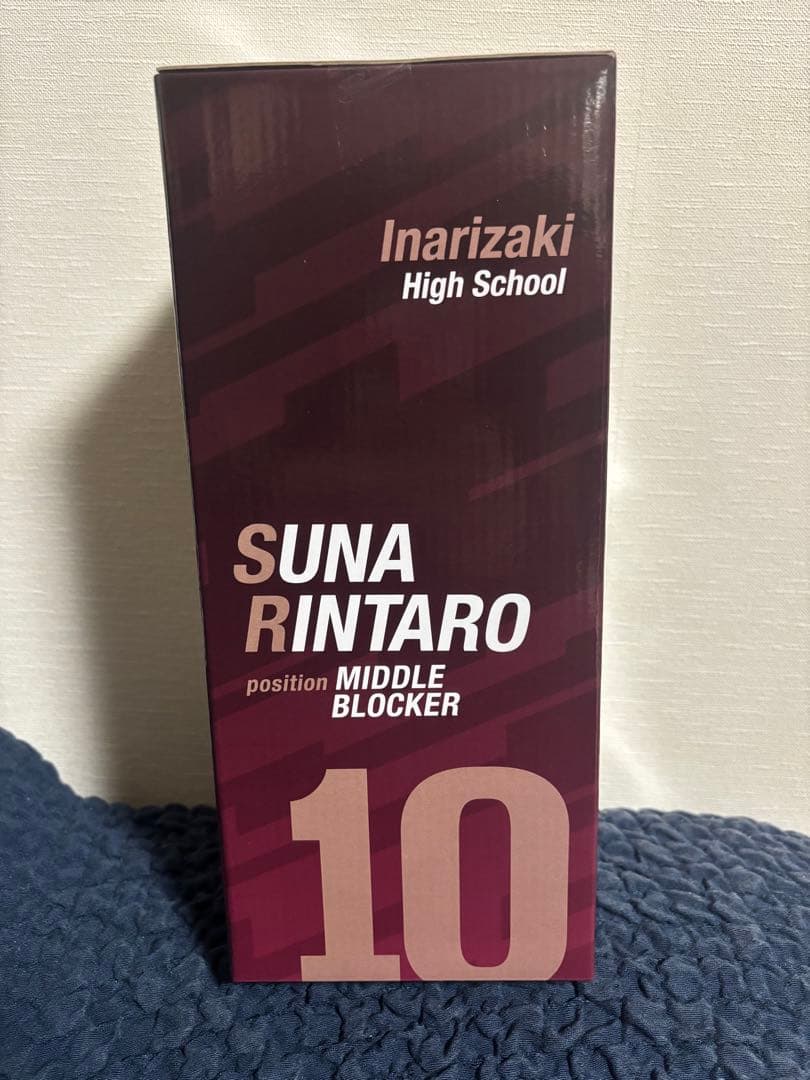 Inarizaki
High School
SUNA
RINTARO
position MIDDLE
BLOCKER
10